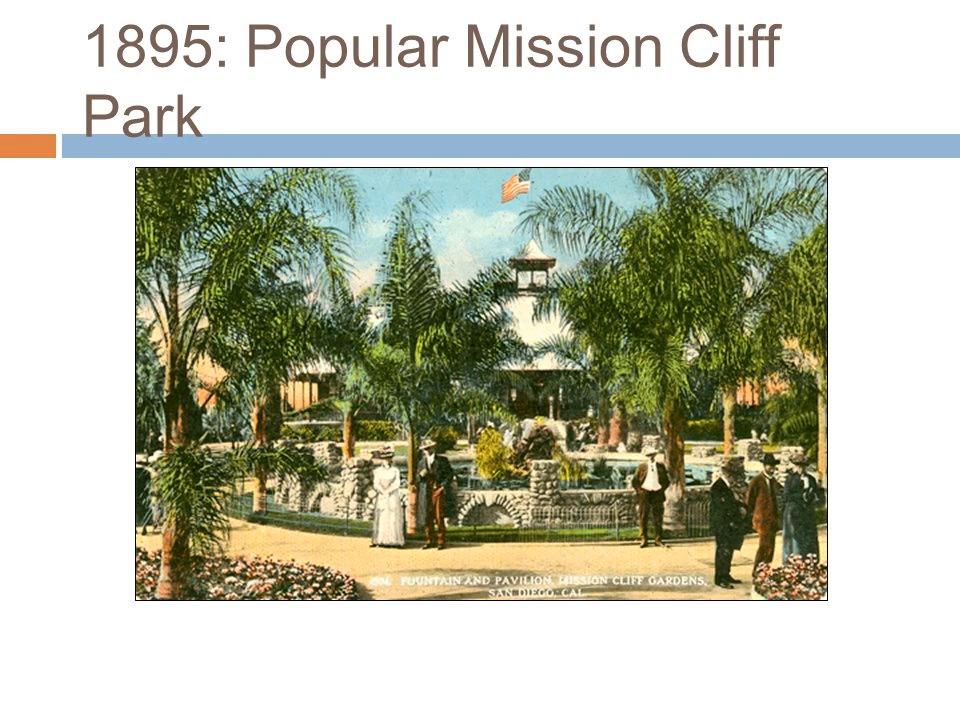 1895: Popular Mission Cliff
Park
FOUNTAIN AND PAVILION, MISSION CLIFF GARDENS,
SAN DIEGO, CAL.